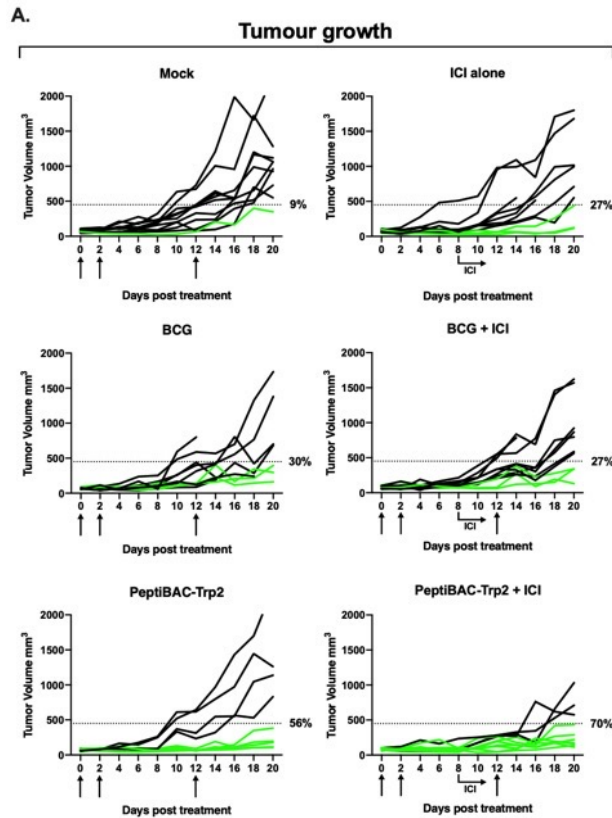 A.
Tumour growth
Mock
Tumor Volume mm³
2000
1500
1000
500
0
9%
0 2 4 6 8 10 12 14 16 18 20
Days post treatment
ICI alone
Tumor Volume mm³
2000
1500
1000
500
0
27%
0 2 4 6 8 10 12 14 16 18 20
ICI
Days post treatment
BCG
Tumor Volume mm³
2000
1500
1000
500
0
30%
0 2 4 6 8 10 12 14 16 18 20
Days post treatment
BCG + ICI
Tumor Volume mm³
2000
1500
1000
500
0
27%
0 2 4 6 8 10 12 14 16 18 20
ICI
Days post treatment
PeptiBAC-Trp2
Tumor Volume mm³
2000
1500
1000
500
0
56%
0 2 4 6 8 10 12 14 16 18 20
Days post treatment
PeptiBAC-Trp2 + ICI
Tumor Volume mm³
2000
1500
1000
500
0
70%
0 2 4 6 8 10 12 14 16 18 20
ICI
Days post treatment